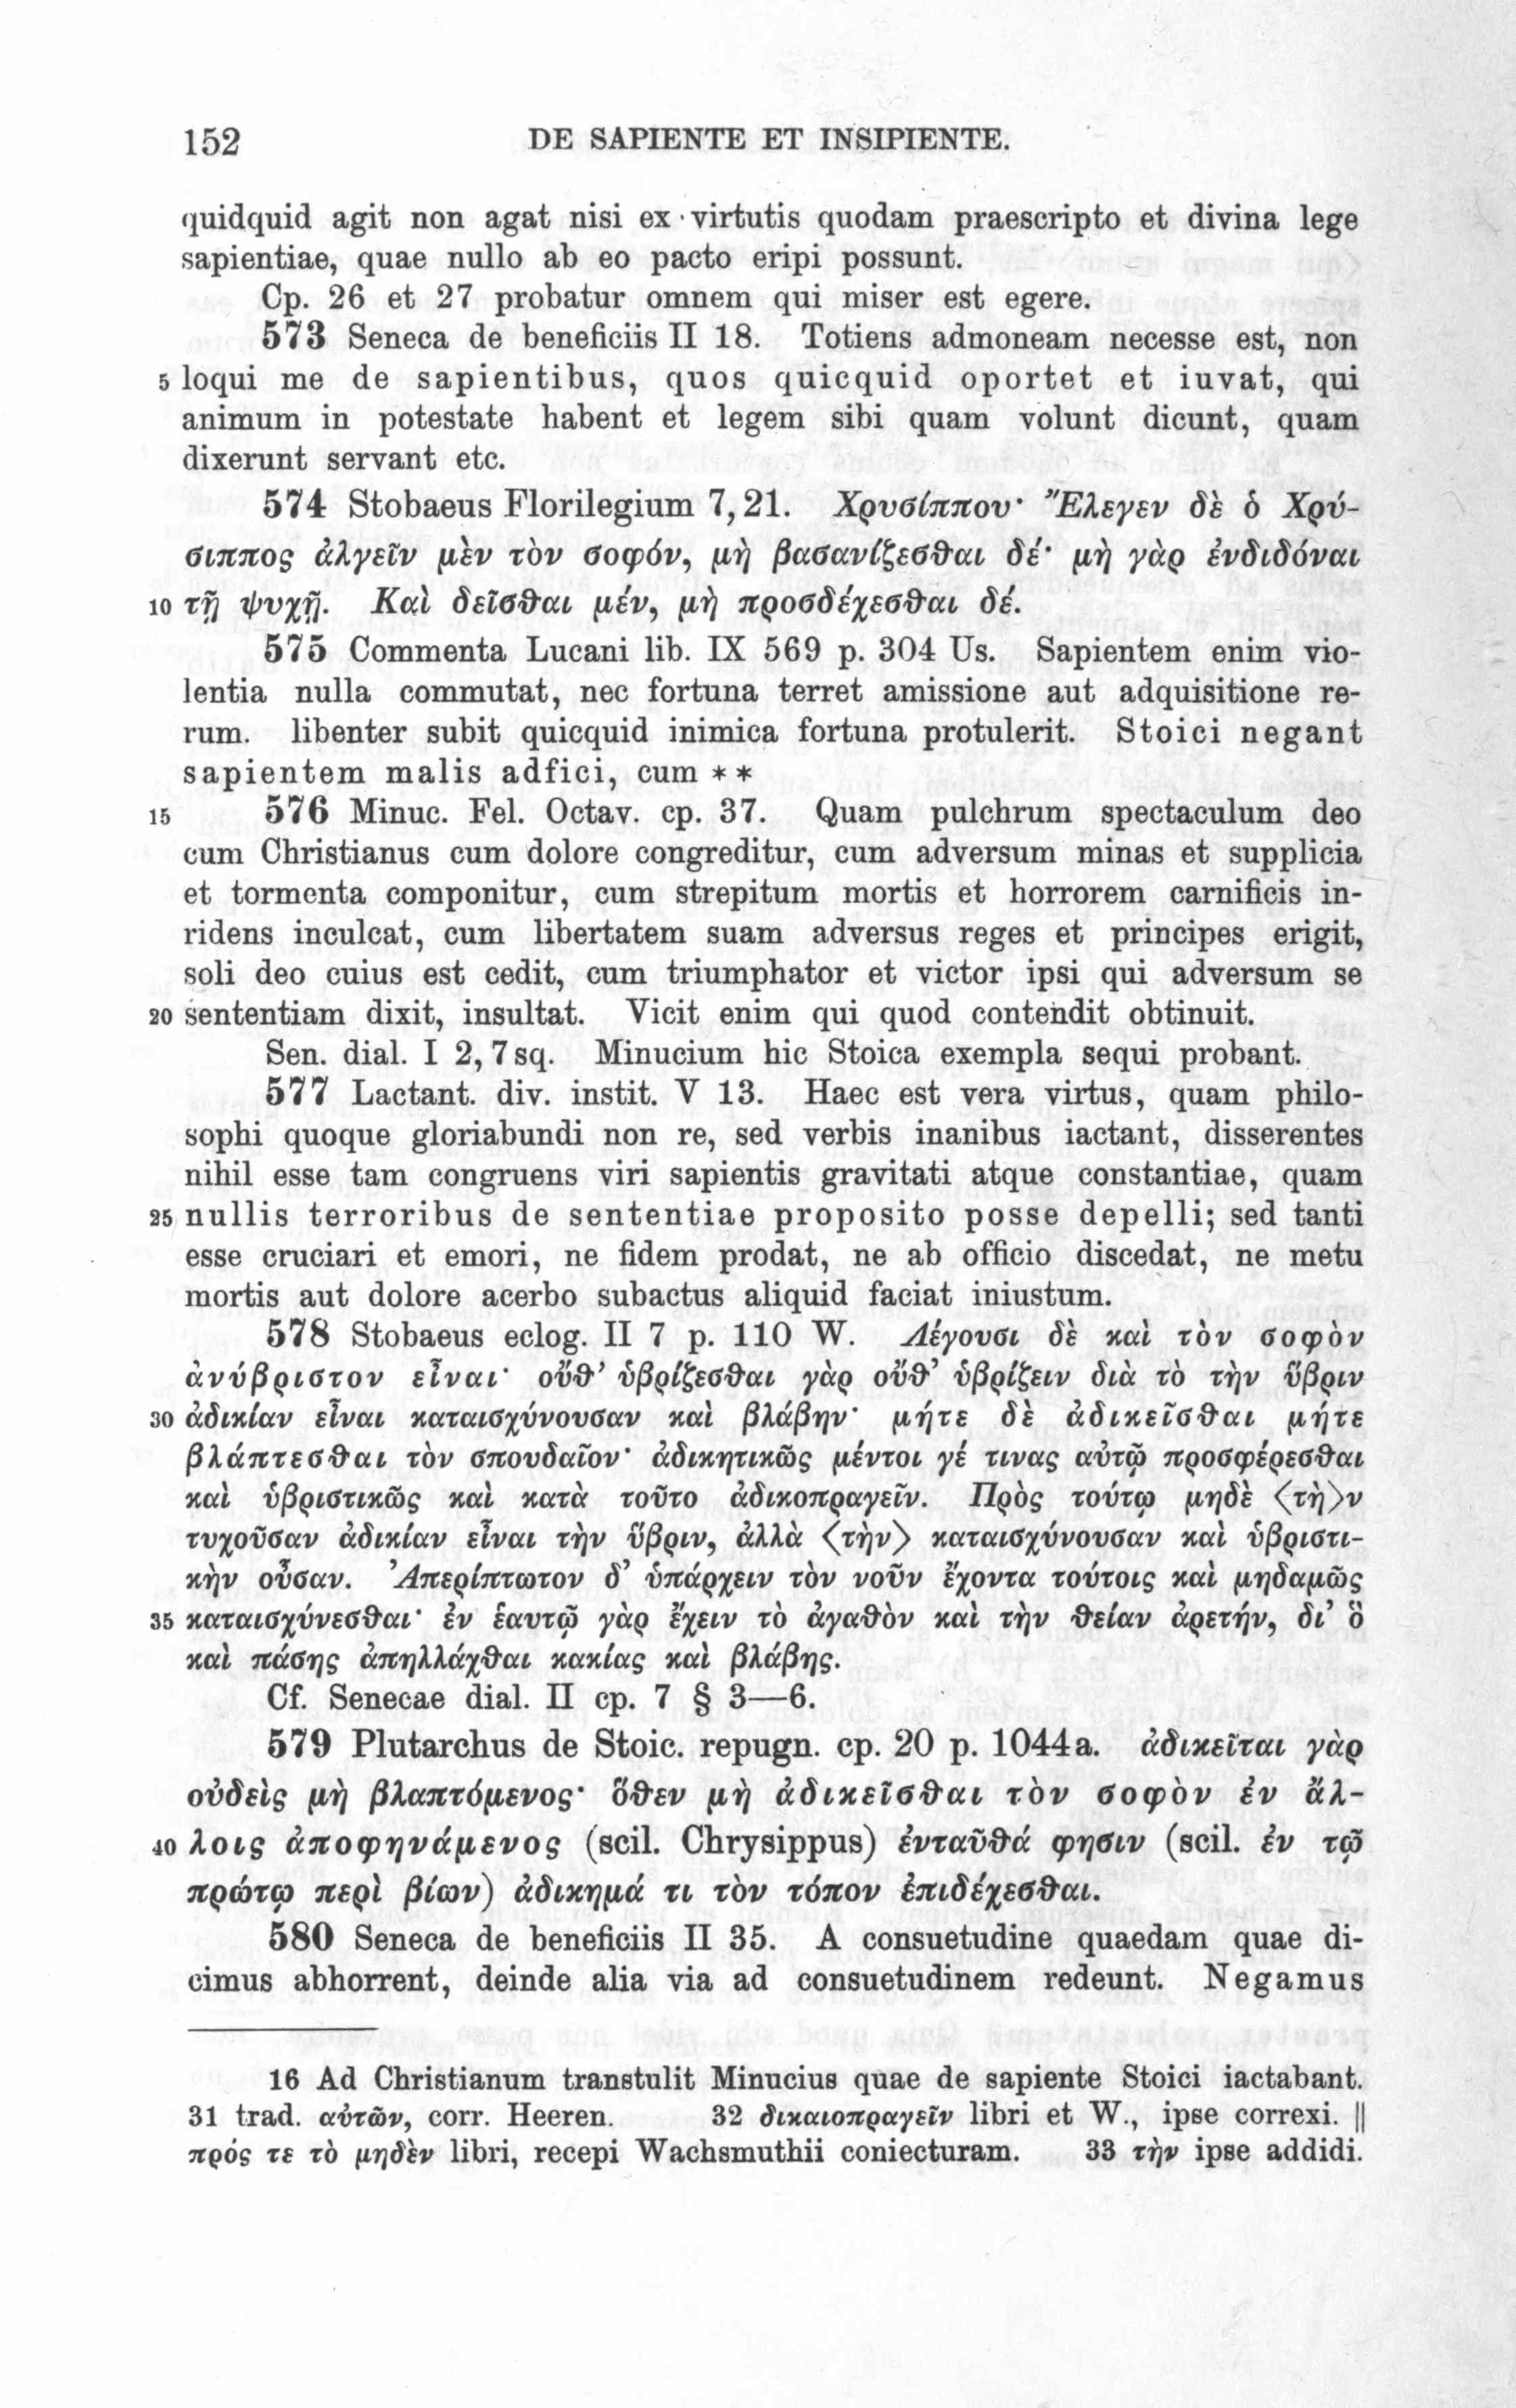 152 DE SAPIENTE ET INSIPIENTE.
quidquid agit non agat nisi ex virtutis quodam praescripto et divina lege
sapientiae, quae nullo ab eo pacto eripi possunt.
Cp. 26 et 27 probatur omnem qui miser est egere.
573 Seneca de beneficiis II 18. Totiens admoneam necesse est, non
5 loqui me de sapientibus, quos quicquid oportet et iuvat, qui
animum in potestate habent et legem sibi quam volunt dicunt, quam
dixerunt servant etc.
574 Stobaeus Florilegium 7, 21. Χρυσίππου· Ἔλεγεν δὲ ὁ Χρύ-
σιππος ἀλγεῖν μὲν τὸν σοφόν, μὴ βασανίζεσθαι δέ· μὴ γὰρ ἐνδιδόναι
10 τῇ ψυχῇ. Καὶ δεῖσθαι μέν, μὴ προσδέχεσθαι δέ.
575 Commenta Lucani lib. IX 569 p. 304 Us. Sapientem enim vio-
lentia nulla commutat, nec fortuna terret amissione aut adquisitione re-
rum. libenter subit quicquid inimica fortuna protulerit. Stoici negant
sapientem malis adfici, cum * *
15 576 Minuc. Fel. Octav. cp. 37. Quam pulchrum spectaculum deo
cum Christianus cum dolore congreditur, cum adversum minas et supplicia
et tormenta componitur, cum strepitum mortis et horrorem carnificis in-
ridens inculcat, cum libertatem suam adversus reges et principes erigit,
soli deo cuius est cedit, cum triumphator et victor ipsi qui adversum se
20 sententiam dixit, insultat. Vicit enim qui quod contendit obtinuit.
Sen. dial. I 2, 7 sq. Minucium hic Stoica exempla sequi probant.
577 Lactant. div. instit. V 13. Haec est vera virtus, quam philo-
sophi quoque gloriabundi non re, sed verbis inanibus iactant, disserentes
nihil esse tam congruens viri sapientis gravitati atque constantiae, quam
25 nullis terroribus de sententiae proposito posse depelli; sed tanti
esse cruciari et emori, ne fidem prodat, ne ab officio discedat, ne metu
mortis aut dolore acerbo subactus aliquid faciat iniustum.
578 Stobaeus eclog. II 7 p. 110 W. Λέγουσι δὲ καὶ τὸν σοφὸν
ἀνύβριστον εἶναι· οὔθ’ ὑβρίζεσθαι γὰρ οὔθ’ ὑβρίζειν διὰ τὸ τὴν ὕβριν
30 ἀδικίαν εἶναι καταισχύνουσαν καὶ βλάβην· μήτε δὲ ἀδικεῖσθαι μήτε
βλάπτεσθαι τὸν σπουδαῖον· ἀδικητικῶς μέντοι γέ τινας αὐτῷ προσφέρεσθαι
καὶ ὑβριστικῶς καὶ κατὰ τοῦτο ἀδικοπραγεῖν. Πρὸς τούτῳ μηδὲ ⟨τὴ⟩ν
τυχοῦσαν ἀδικίαν εἶναι τὴν ὕβριν, ἀλλὰ ⟨τὴν⟩ καταισχύνουσαν καὶ ὑβριστι-
κὴν οὖσαν. Ἀπερίπτωτον δ’ ὑπάρχειν τὸν νοῦν ἔχοντα τούτοις καὶ μηδαμῶς
35 καταισχύνεσθαι· ἐν ἑαυτῷ γὰρ ἔχειν τὸ ἀγαθὸν καὶ τὴν θείαν ἀρετήν, δι’ ὃ
καὶ πάσης ἀπηλλάχθαι κακίας καὶ βλάβης.
Cf. Senecae dial. II cp. 7 § 3—6.
579 Plutarchus de Stoic. repugn. cp. 20 p. 1044a. ἀδικεῖται γὰρ
οὐδεὶς μὴ βλαπτόμενος· ὅθεν μὴ ἀδικεῖσθαι τὸν σοφὸν ἐν ἄλ-
40 λοις ἀποφηνάμενος (scil. Chrysippus) ἐνταῦθά φησιν (scil. ἐν τῷ
πρώτῳ περὶ βίων) ἀδικημά τι τὸν τόπον ἐπιδέχεσθαι.
580 Seneca de beneficiis II 35. A consuetudine quaedam quae di-
cimus abhorrent, deinde alia via ad consuetudinem redeunt. Negamus
16 Ad Christianum transtulit Minucius quae de sapiente Stoici iactabant.
31 trad. αὐτῶν, corr. Heeren. 32 δικαιοπραγεῖν libri et W., ipse correxi. ||
πρός τε τὸ μηδὲν libri, recepi Wachsmuthii coniecturam. 33 τὴν ipse addidi.